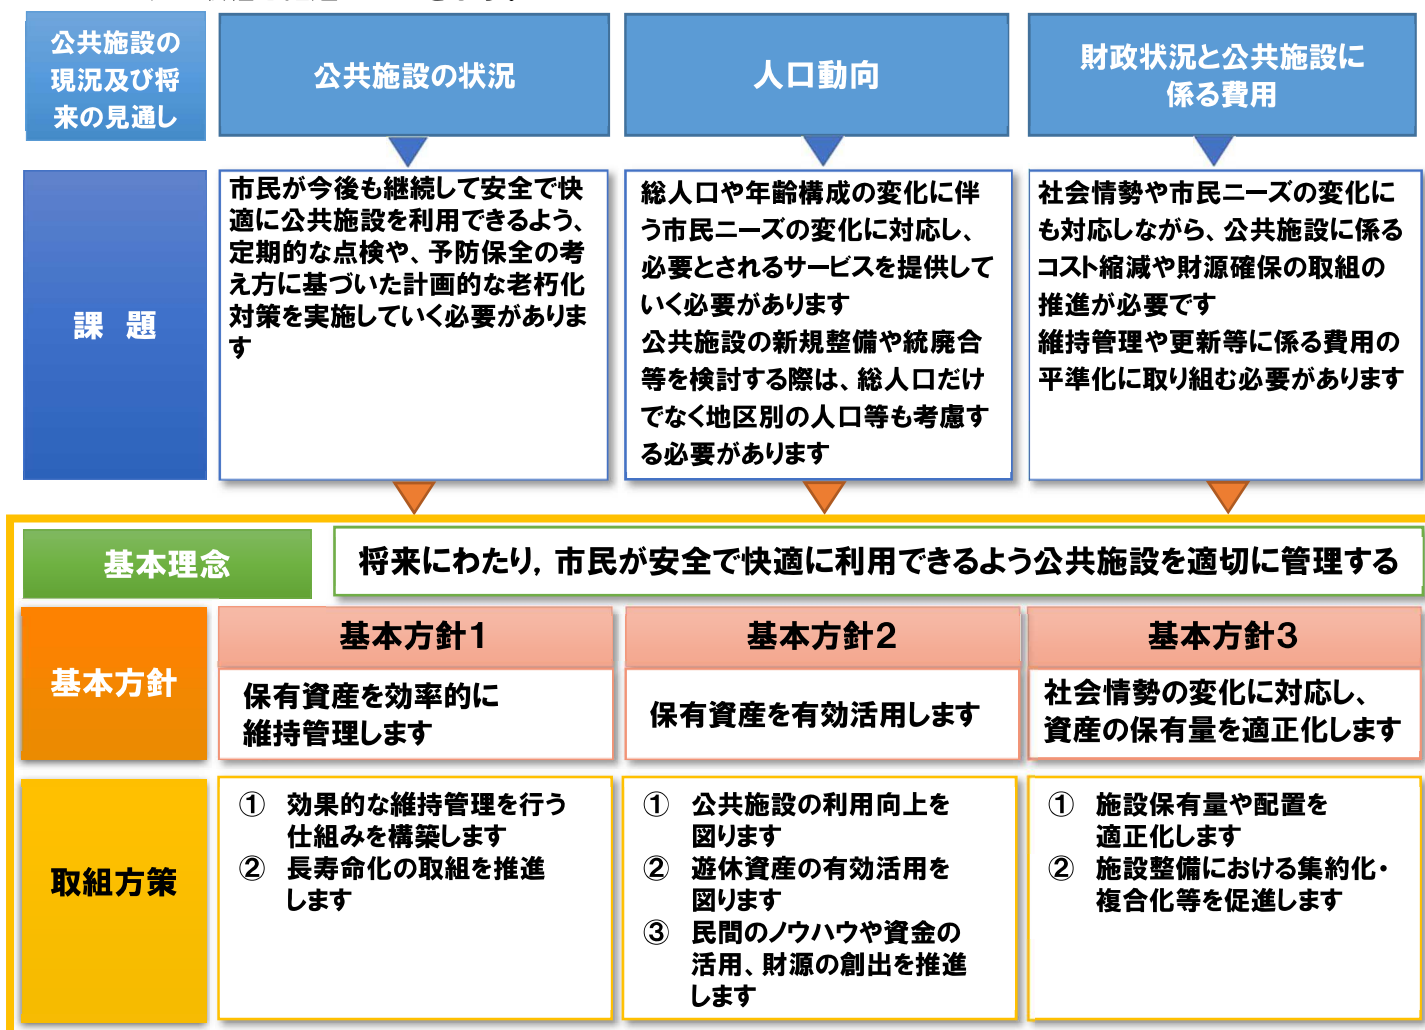 公共施設の
現況及び将
来の見通し
公共施設の状況
人口動向
財政状況と公共施設に
係る費用
課 題
市民が今後も継続して安全で快
適に公共施設を利用できるよう、
定期的な点検や、予防保全の考
え方に基づいた計画的な老朽化
対策を実施していく必要がありま
す
総人口や年齢構成の変化に伴
う市民ニーズの変化に対応し、
必要とされるサービスを提供して
いく必要があります
公共施設の新規整備や統廃合
等を検討する際は、総人口だけ
でなく地区別の人口等も考慮す
る必要があります
社会情勢や市民ニーズの変化に
も対応しながら、公共施設に係る
コスト縮減や財源確保の取組の
推進が必要です
維持管理や更新等に係る費用の
平準化に取り組む必要があります
基本理念
将来にわたり，市民が安全で快適に利用できるよう公共施設を適切に管理する
基本方針
基本方針1
保有資産を効率的に
維持管理します
基本方針2
保有資産を有効活用します
基本方針3
社会情勢の変化に対応し、
資産の保有量を適正化します
取組方策
① 効果的な維持管理を行う
仕組みを構築します
② 長寿命化の取組を推進
します
① 公共施設の利用向上を
図ります
② 遊休資産の有効活用を
図ります
③ 民間のノウハウや資金の
活用、財源の創出を推進
します
① 施設保有量や配置を
適正化します
② 施設整備における集約化・
複合化等を促進します